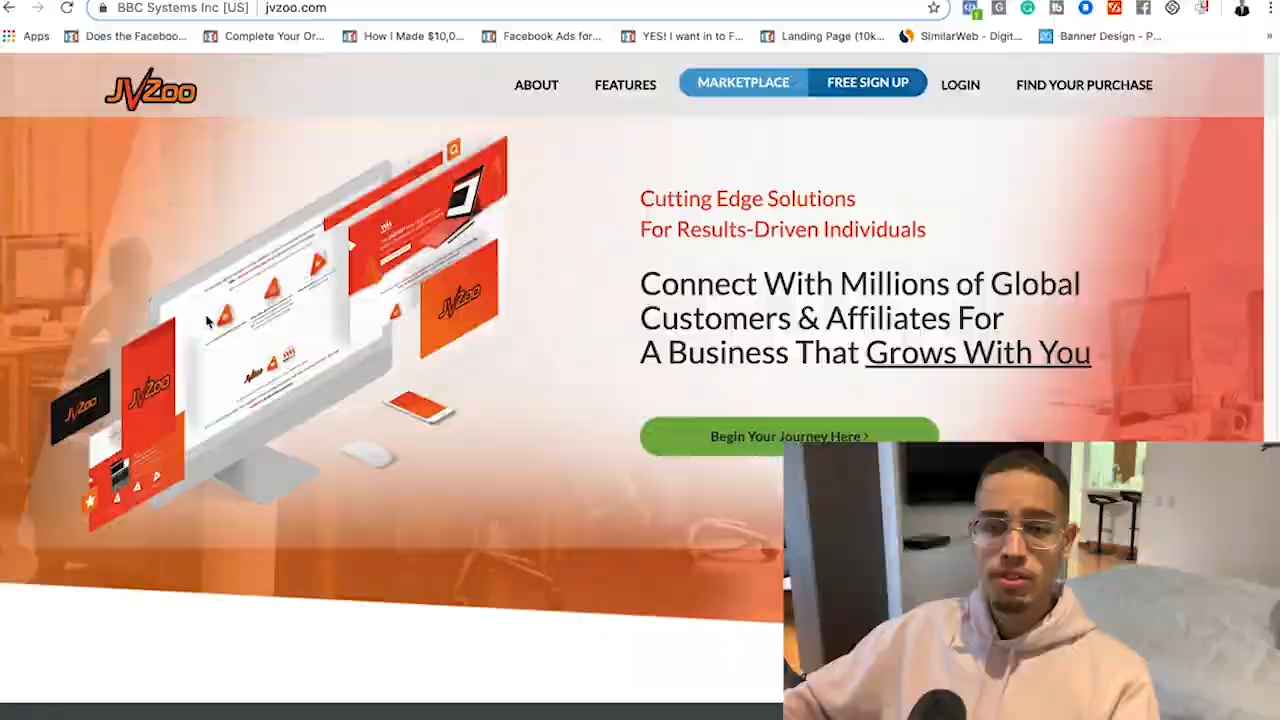 BBC Systems Inc [US] jvzoo.com
Apps Does the Faceboo... Complete Your Or... How I Made $10,0... Facebook Ads for... YES! I want in to F... Landing Page (10k... SimilarWeb - Digit... Banner Design - P... »
JVZoo ABOUT FEATURES MARKETPLACE FREE SIGN UP LOGIN FIND YOUR PURCHASE
Cutting Edge Solutions
For Results-Driven Individuals
Connect With Millions of Global
Customers & Affiliates For
A Business That Grows With You
Begin Your Journey Here ›
JVZoo
JVZoo
JVZoo